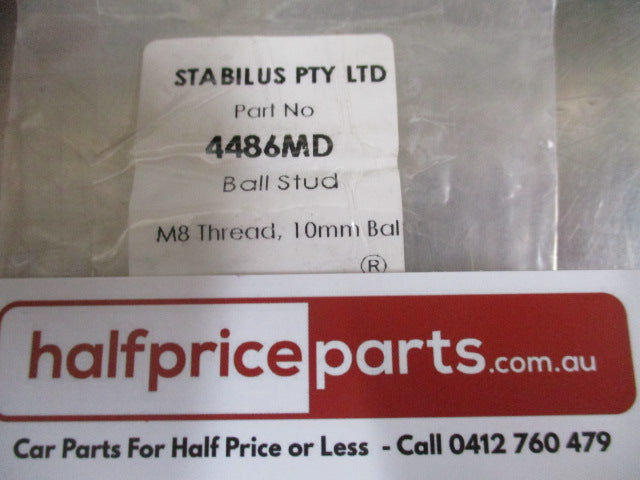 STABILUS PTY LTD
Part No
4486MD
Ball Stud
M8 Thread, 10mm Bal
®
halfpriceparts.com.au
Car Parts For Half Price or Less - Call 0412 760 479